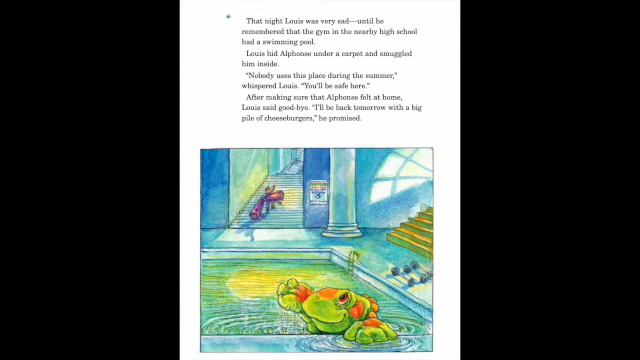 That night Louis was very sad—until he
remembered that the gym in the nearby high school
had a swimming pool.
Louis hid Alphonse under a carpet and smuggled
him inside.
“Nobody uses this place during the summer,”
whispered Louis. “You’ll be safe here.”
After making sure that Alphonse felt at home,
Louis said good-bye. “I’ll be back tomorrow with a big
pile of cheeseburgers,” he promised.